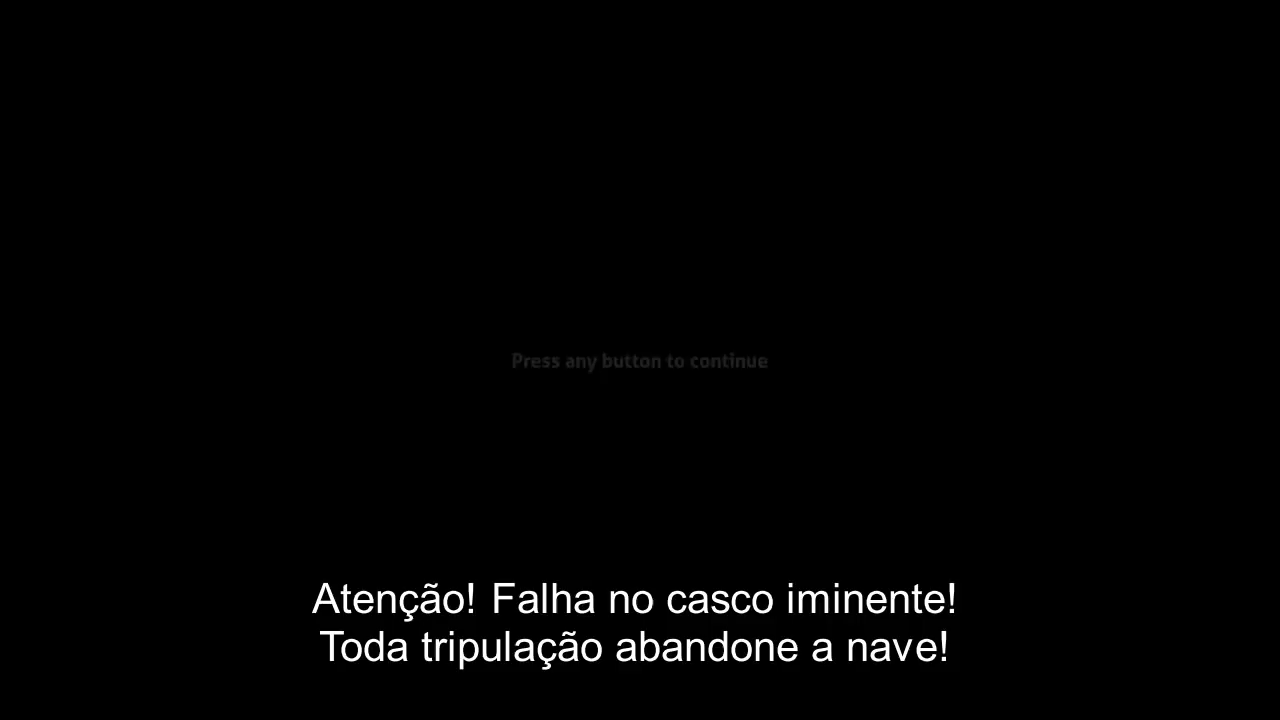 Press any button to continue
Atenção! Falha no casco iminente!
Toda tripulação abandone a nave!